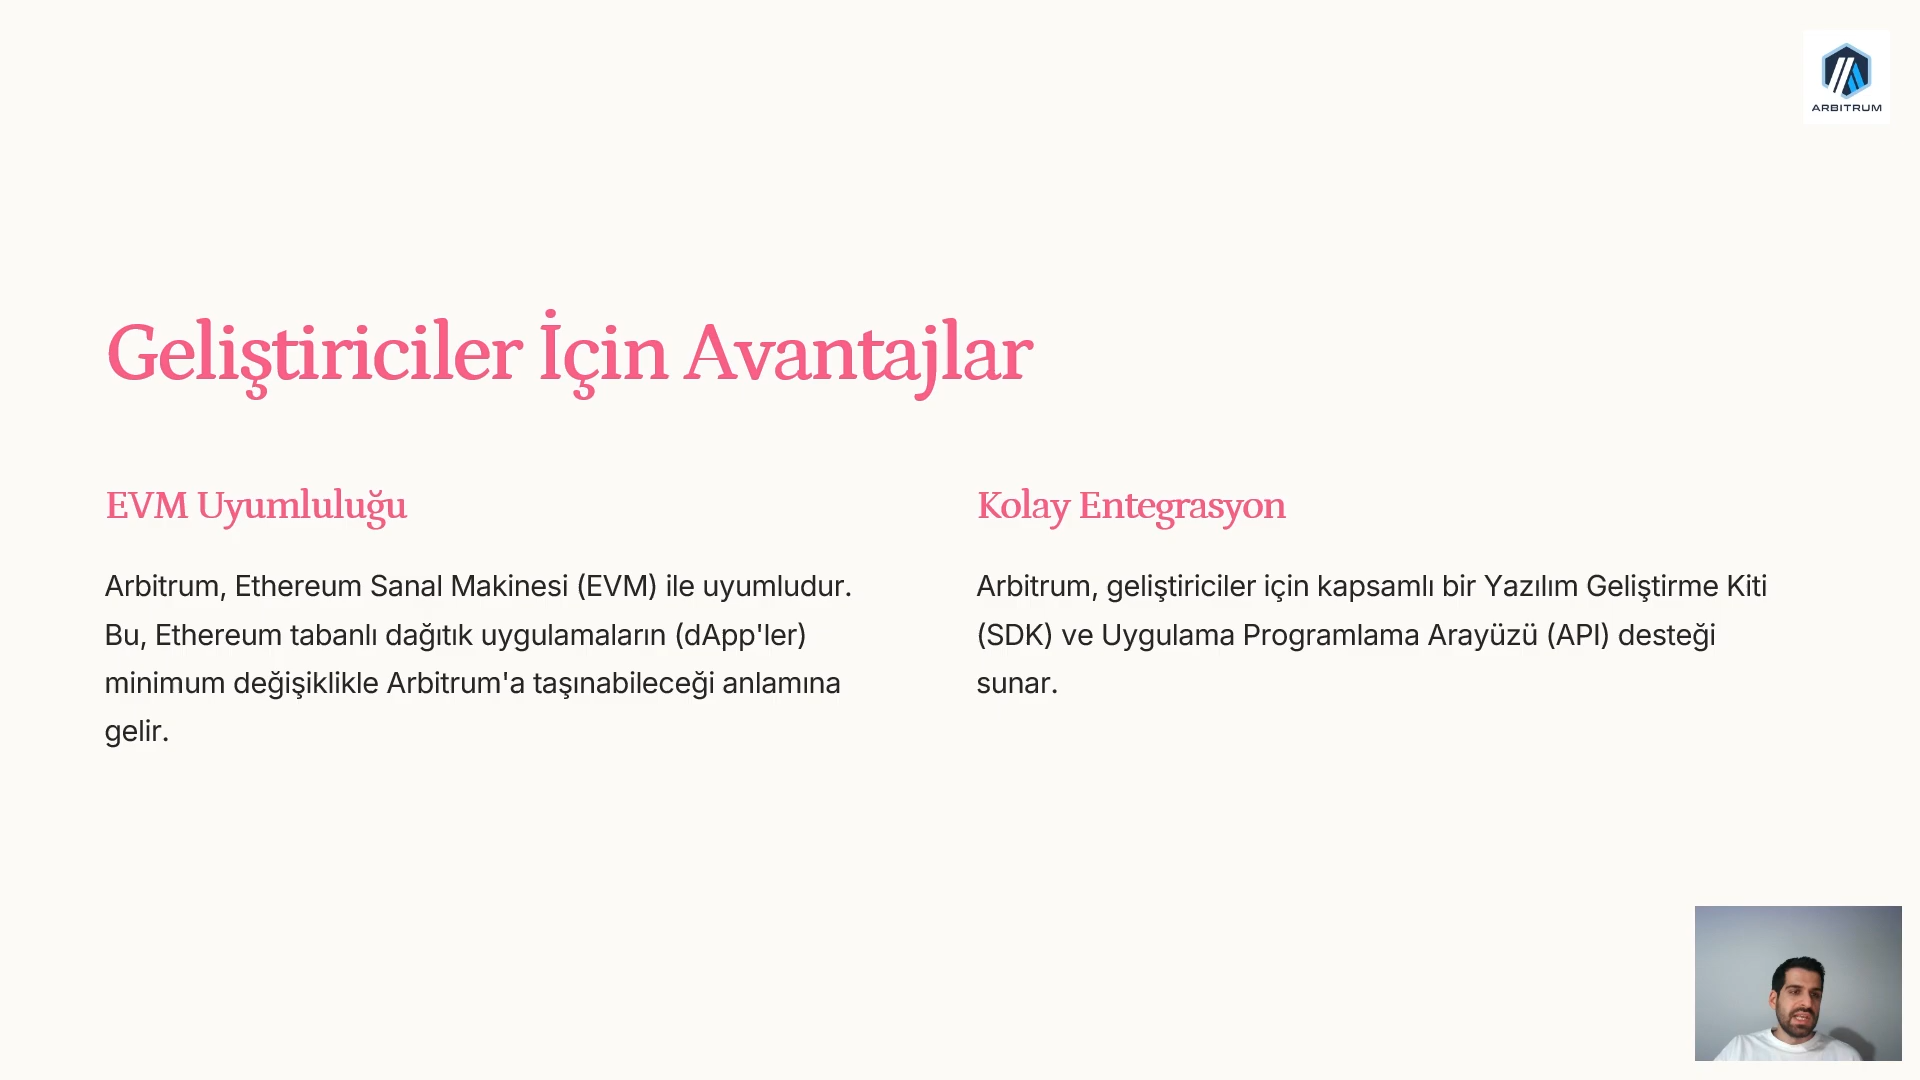 ARBITRUM
Geliştiriciler İçin Avantajlar
EVM Uyumluluğu
Arbitrum, Ethereum Sanal Makinesi (EVM) ile uyumludur.
Bu, Ethereum tabanlı dağıtık uygulamaların (dApp'ler)
minimum değişiklikle Arbitrum'a taşınabileceği anlamına
gelir.
Kolay Entegrasyon
Arbitrum, geliştiriciler için kapsamlı bir Yazılım Geliştirme Kiti
(SDK) ve Uygulama Programlama Arayüzü (API) desteği
sunar.